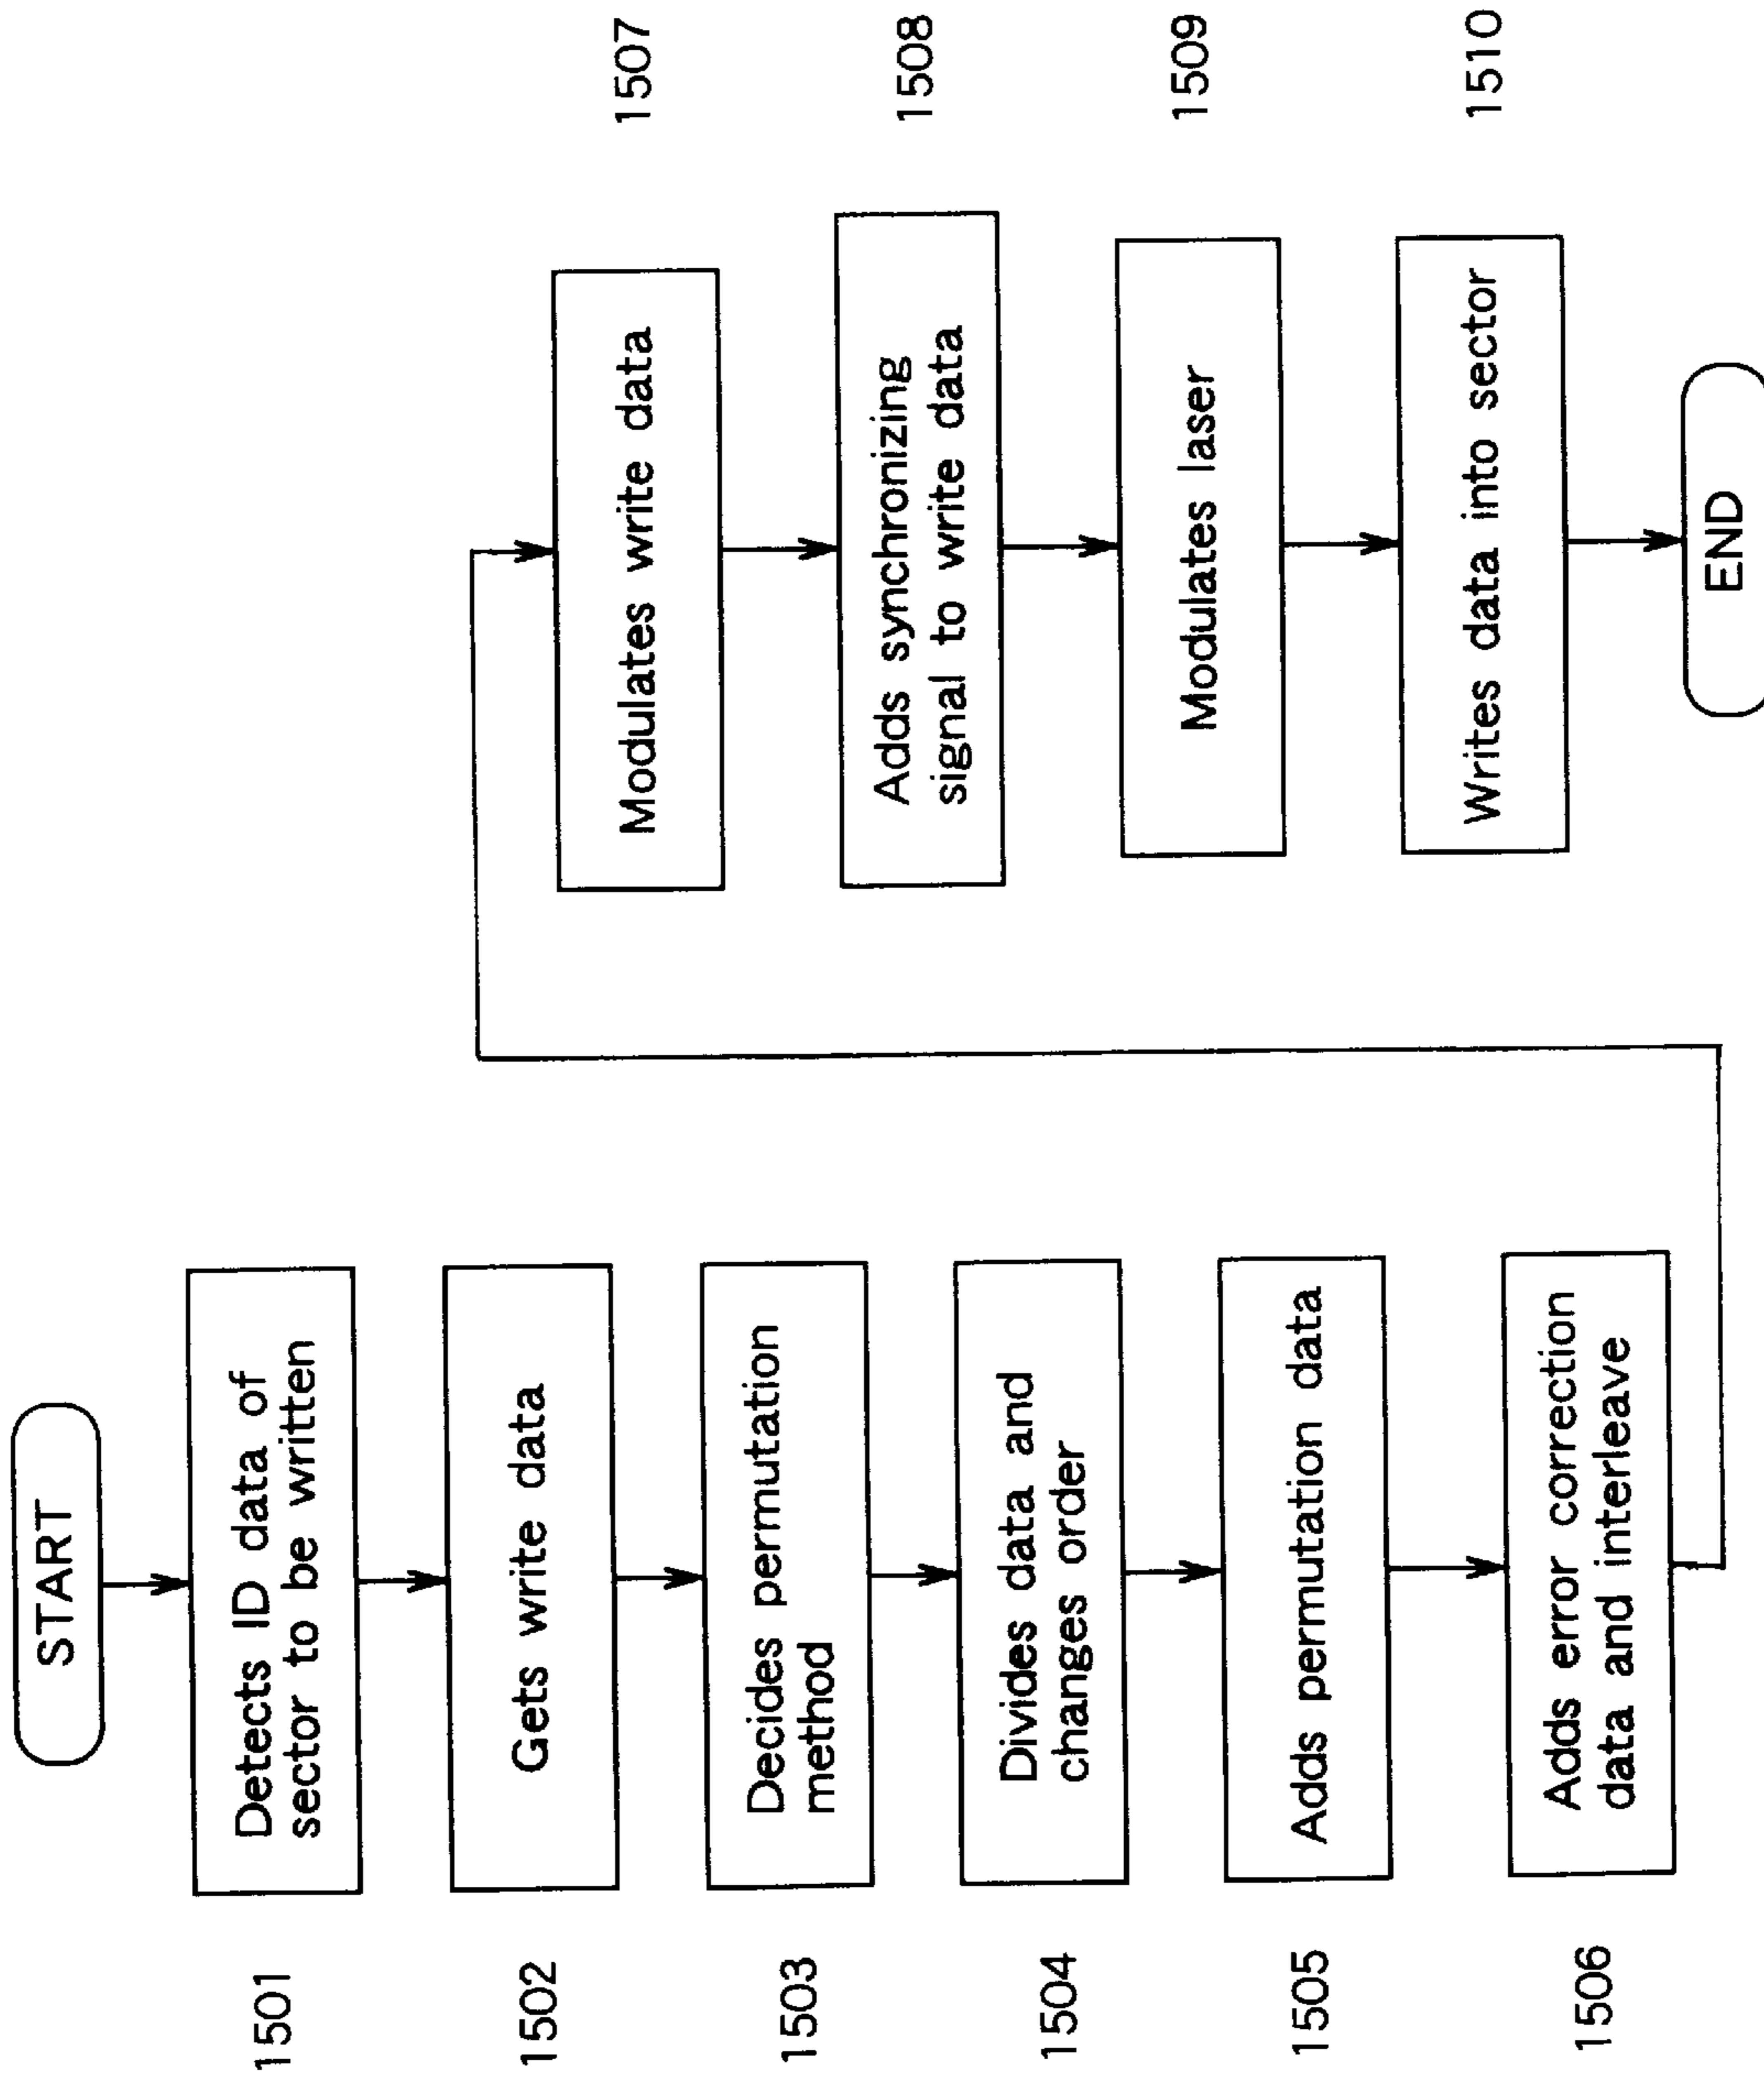 START
1501
Detects ID data of
sector to be written
1502
Gets write data
1503
Decides permutation
method
1504
Divides data and
changes order
1505
Adds permutation data
1506
Adds error correction
data and interleave
Modulates write data
1507
Adds synchronizing
signal to write data
1508
Modulates laser
1509
Writes data into sector
1510
END